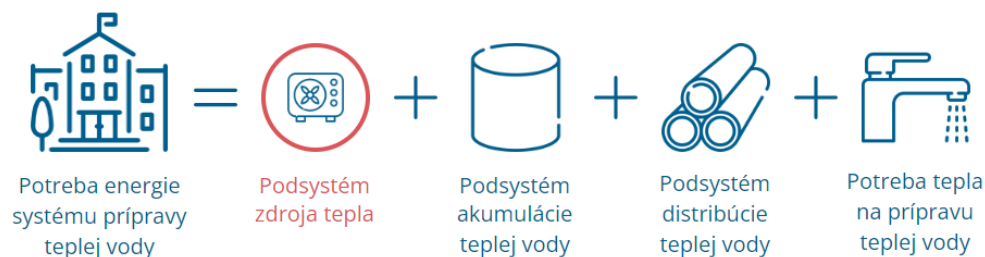 Potreba energie
systému prípravy
teplej vody
Podsystém
zdroja tepla
Podsystém
akumulácie
teplej vody
Podsystém
distribúcie
teplej vody
Potreba tepla
na prípravu
teplej vody